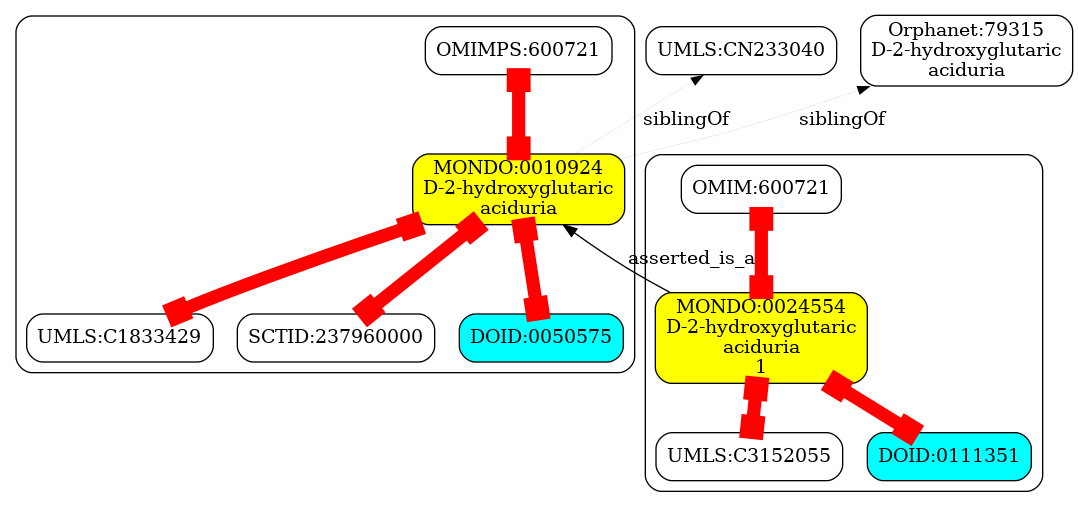 OMIMPS:600721
UMLS:CN233040
Orphanet:79315
D-2-hydroxyglutaric
aciduria
siblingOf
siblingOf
MONDO:0010924
D-2-hydroxyglutaric
aciduria
OMIM:600721
asserted_is_a
UMLS:C1833429
SCTID:237960000
DOID:0050575
MONDO:0024554
D-2-hydroxyglutaric
aciduria
1
UMLS:C3152055
DOID:0111351